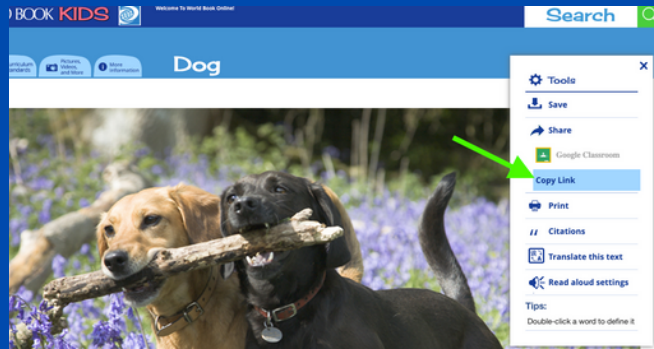 BOOK KIDS
Welcome To World Book Online!
Search
Curriculum
Standards
Pictures,
Videos,
and More
More
Information
Dog
Tools
Save
Share
Google Classroom
Copy Link
Print
Citations
Translate this text
Read aloud settings
Tips:
Double-click a word to define it